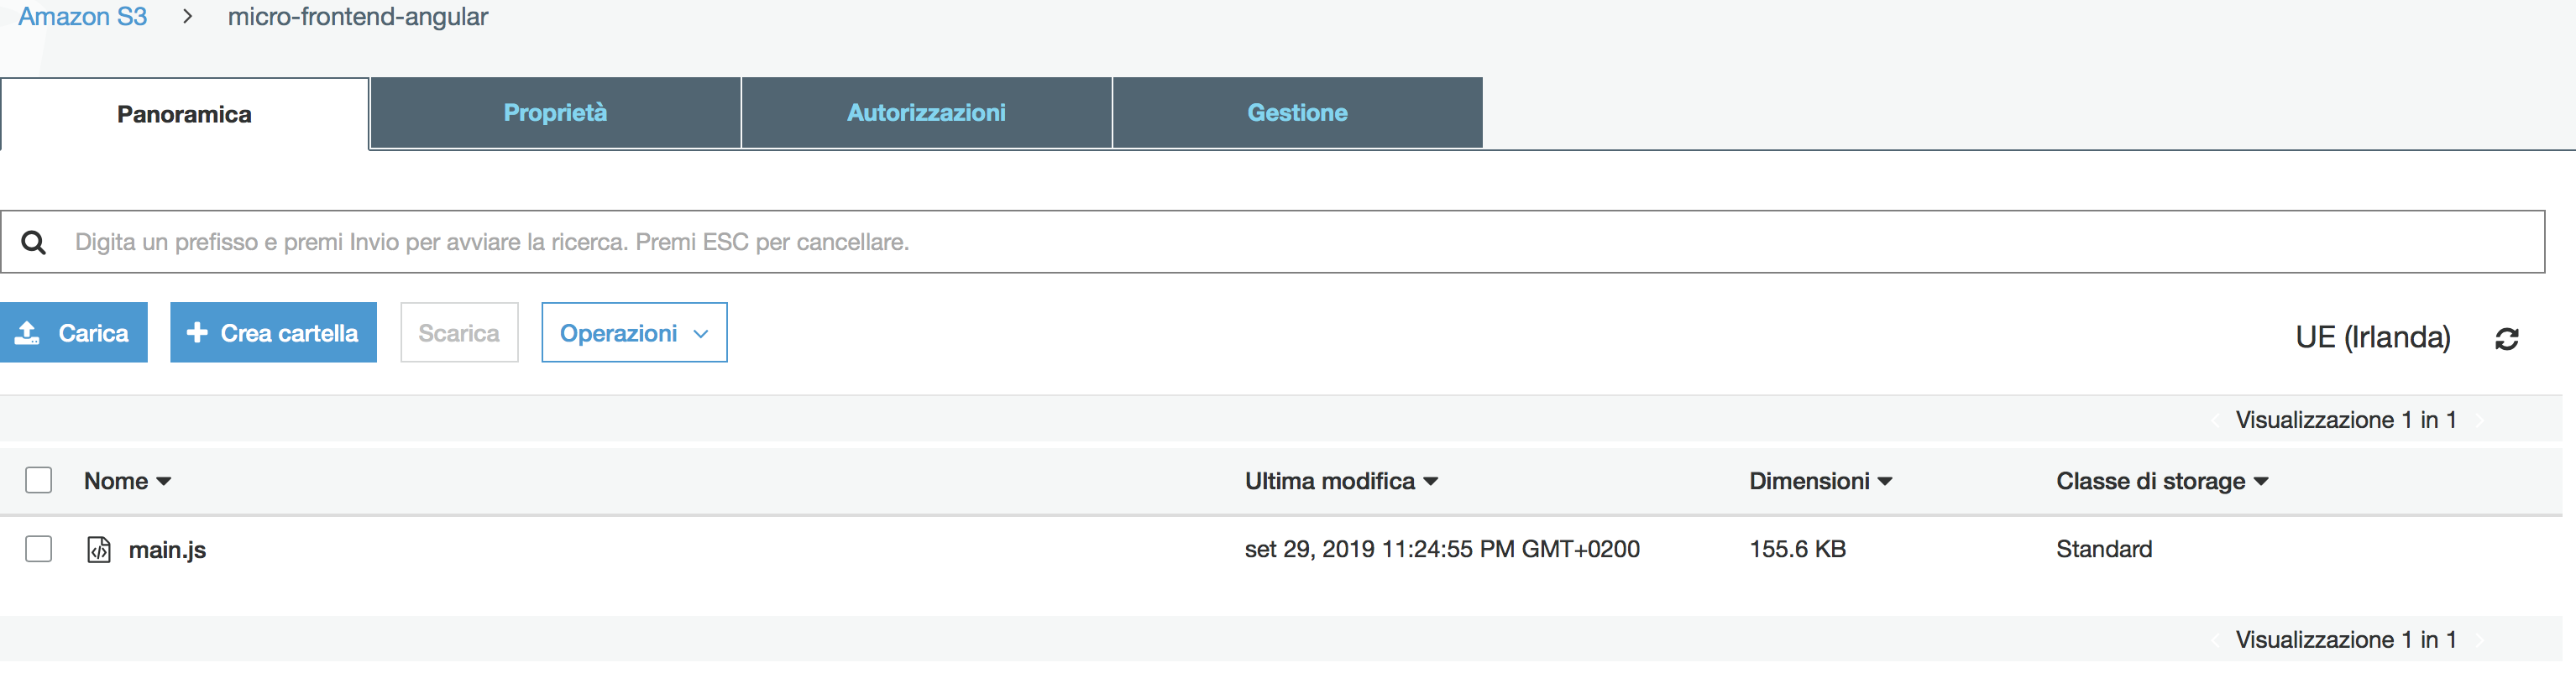 Amazon S3 > micro-frontend-angular
Panoramica Proprietà Autorizzazioni Gestione
Digita un prefisso e premi Invio per avviare la ricerca. Premi ESC per cancellare.
Carica Crea cartella Scarica Operazioni UE (Irlanda)
Visualizzazione 1 in 1
Nome Ultima modifica Dimensioni Classe di storage
main.js set 29, 2019 11:24:55 PM GMT+0200 155.6 KB Standard
Visualizzazione 1 in 1